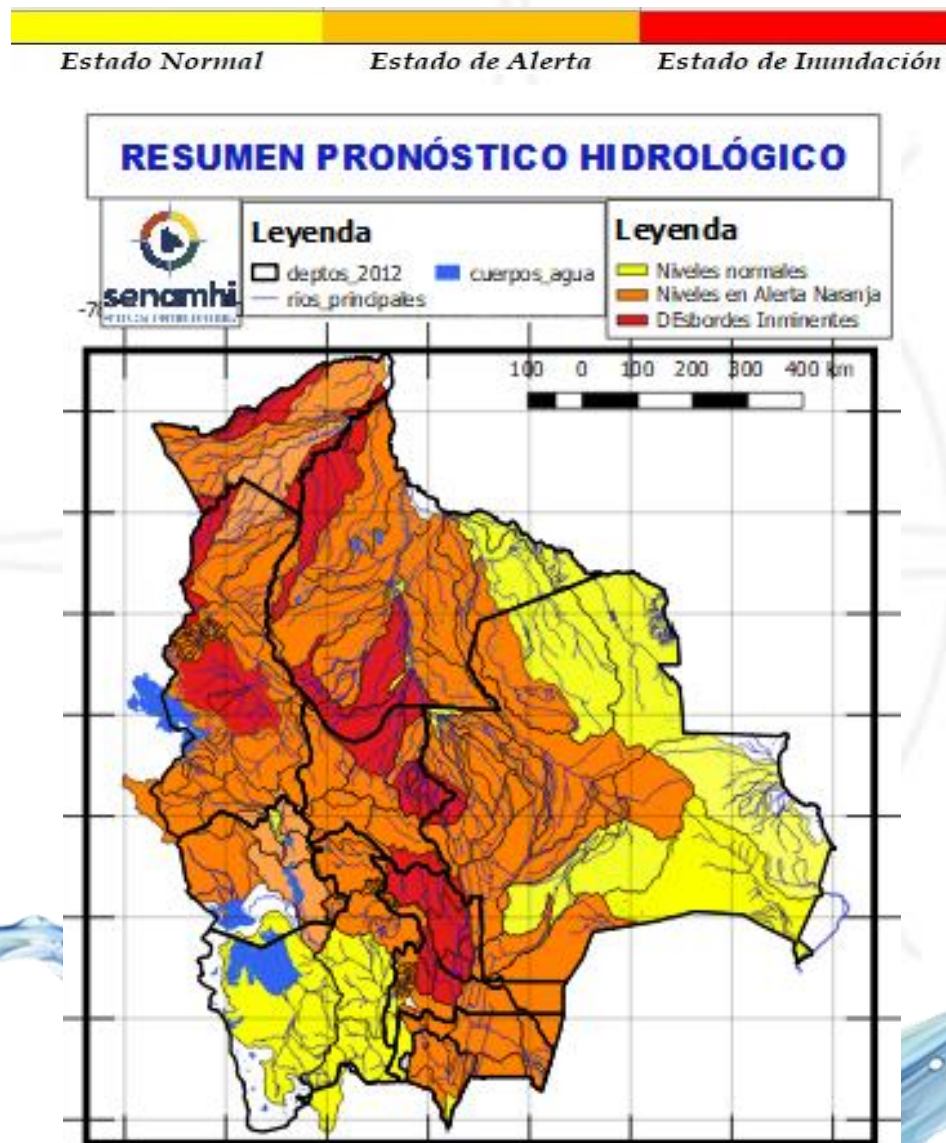 Estado Normal Estado de Alerta Estado de Inundación
RESUMEN PRONÓSTICO HIDROLÓGICO
senamhi
Leyenda
deptos_2012 cuerpos_agua
rios_principales
Leyenda
Niveles normales
Niveles en Alerta Naranja
DEsbordes Inminentes
100 0 100 200 300 400 km